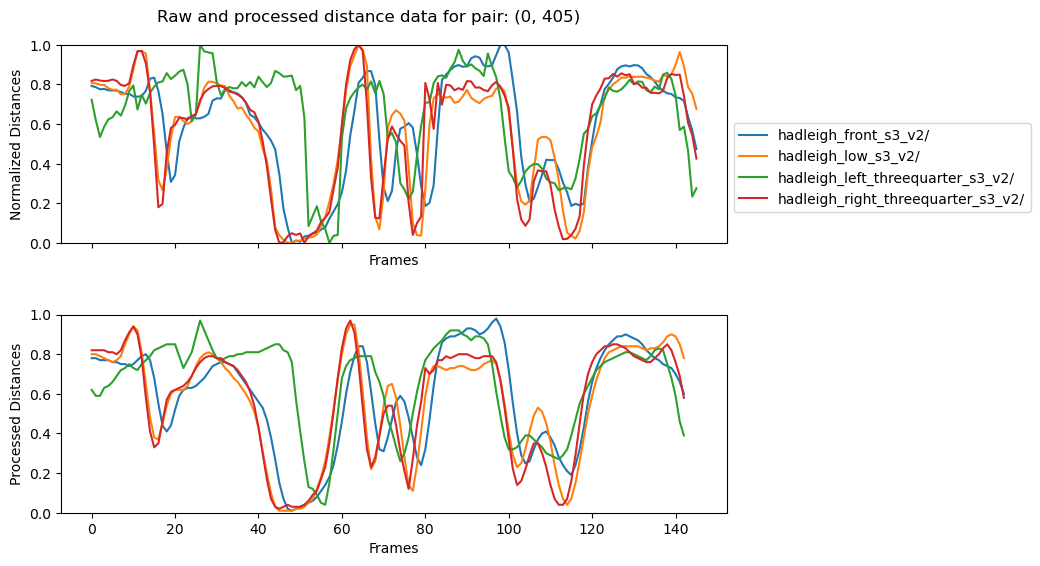 Raw and processed distance data for pair: (0, 405)
Normalized Distances
1.0
0.8
0.6
0.4
0.2
0.0
Frames
hadleigh_front_s3_v2/
hadleigh_low_s3_v2/
hadleigh_left_threequarter_s3_v2/
hadleigh_right_threequarter_s3_v2/
Processed Distances
1.0
0.8
0.6
0.4
0.2
0.0
0 20 40 60 80 100 120 140
Frames